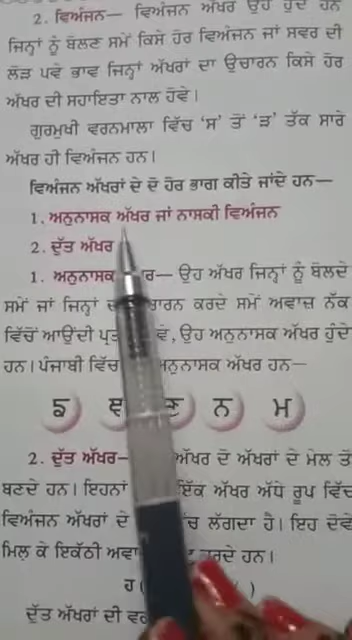 2. ਵਿਅੰਜਨ— ਵਿਅੰਜਨ ਅੱਖਰ ਉਹ ਹੁੰਦੇ ਹਨ
ਜਿਨ੍ਹਾਂ ਨੂੰ ਬੋਲਣ ਸਮੇਂ ਕਿਸੇ ਹੋਰ ਵਿਅੰਜਨ ਜਾਂ ਸਵਰ ਦੀ
ਲੋੜ ਪਵੇ ਭਾਵ ਜਿਨ੍ਹਾਂ ਅੱਖਰਾਂ ਦਾ ਉਚਾਰਨ ਕਿਸੇ ਹੋਰ
ਅੱਖਰ ਦੀ ਸਹਾਇਤਾ ਨਾਲ ਹੋਵੇ।
ਗੁਰਮੁਖੀ ਵਰਨਮਾਲਾ ਵਿੱਚ ‘ਸ’ ਤੋਂ ‘ੜ’ ਤੱਕ ਸਾਰੇ
ਅੱਖਰ ਹੀ ਵਿਅੰਜਨ ਹਨ।
ਵਿਅੰਜਨ ਅੱਖਰਾਂ ਦੇ ਦੋ ਹੋਰ ਭਾਗ ਕੀਤੇ ਜਾਂਦੇ ਹਨ—
1. ਅਨੁਨਾਸਕ ਅੱਖਰ ਜਾਂ ਨਾਸਕੀ ਵਿਅੰਜਨ
2. ਦੁੱਤ ਅੱਖਰ
1. ਅਨੁਨਾਸਕ ਰ— ਉਹ ਅੱਖਰ ਜਿਨ੍ਹਾਂ ਨੂੰ ਬੋਲਦੇ
ਸਮੇਂ ਜਾਂ ਜਿਨ੍ਹਾਂ ਚਾਰਨ ਕਰਦੇ ਸਮੇਂ ਅਵਾਜ਼ ਨੱਕ
ਵਿੱਚੋਂ ਆਉਂਦੀ ਵੇ, ਉਹ ਅਨੁਨਾਸਕ ਅੱਖਰ ਹੁੰਦੇ
ਹਨ। ਪੰਜਾਬੀ ਵਿੱਚ ਅਨੁਨਾਸਕ ਅੱਖਰ ਹਨ—
ਙ ਞ ਣ ਨ ਮ
2. ਦੁੱਤ ਅੱਖਰ— ਅੱਖਰ ਦੋ ਅੱਖਰਾਂ ਦੇ ਮੇਲ ਤੋਂ
ਬਣਦੇ ਹਨ। ਇਹਨਾਂ ਇੱਕ ਅੱਖਰ ਅੱਧੇ ਰੂਪ ਵਿੱਚ
ਵਿਅੰਜਨ ਅੱਖਰਾਂ ਦੇ ਚ ਲੱਗਦਾ ਹੈ। ਇਹ ਦੋਵੇਂ
ਮਿਲ ਕੇ ਇਕੱਠੀ ਕਰਦੇ ਹਨ।
ਹ ( )
ਦੁੱਤ ਅੱਖਰਾਂ ਦੀ